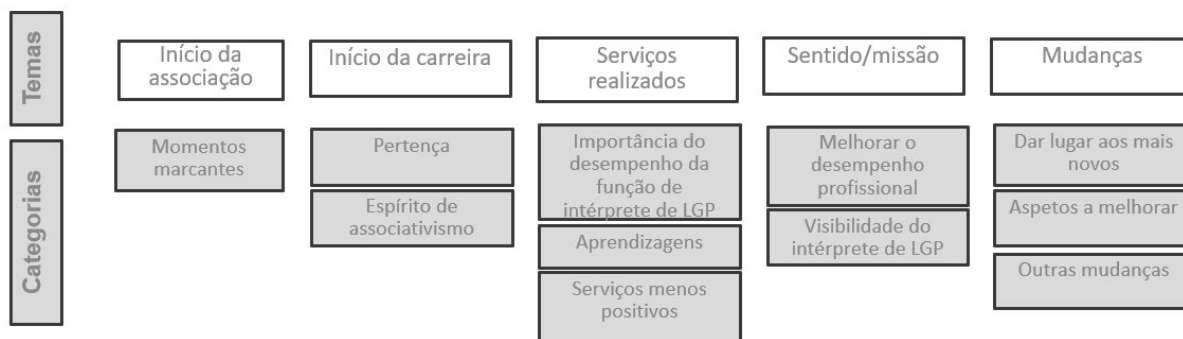 Temas
Início da
associação
Início da carreira
Serviços
realizados
Sentido/missão
Mudanças
Categorias
Momentos
marcantes
Pertença
Espírito de
associativismo
Importância do
desempenho da
função de
intérprete de LGP
Aprendizagens
Serviços menos
positivos
Melhorar o
desempenho
profissional
Visibilidade do
intérprete de LGP
Dar lugar aos mais
novos
Aspetos a melhorar
Outras mudanças